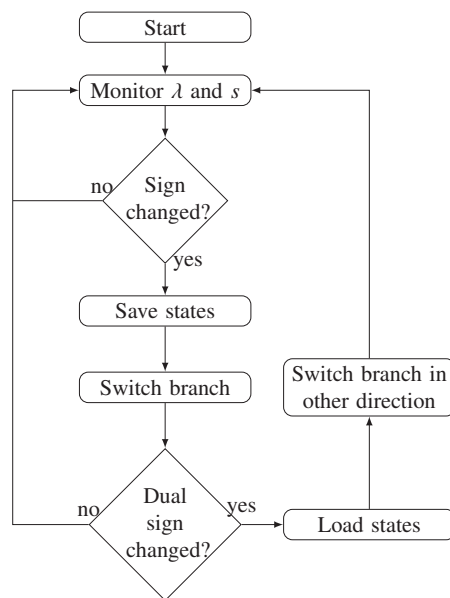 Start
Monitor λ and s
no
Sign
changed?
yes
Save states
Switch branch
Switch branch in
other direction
no
Dual
sign
changed?
yes
Load states